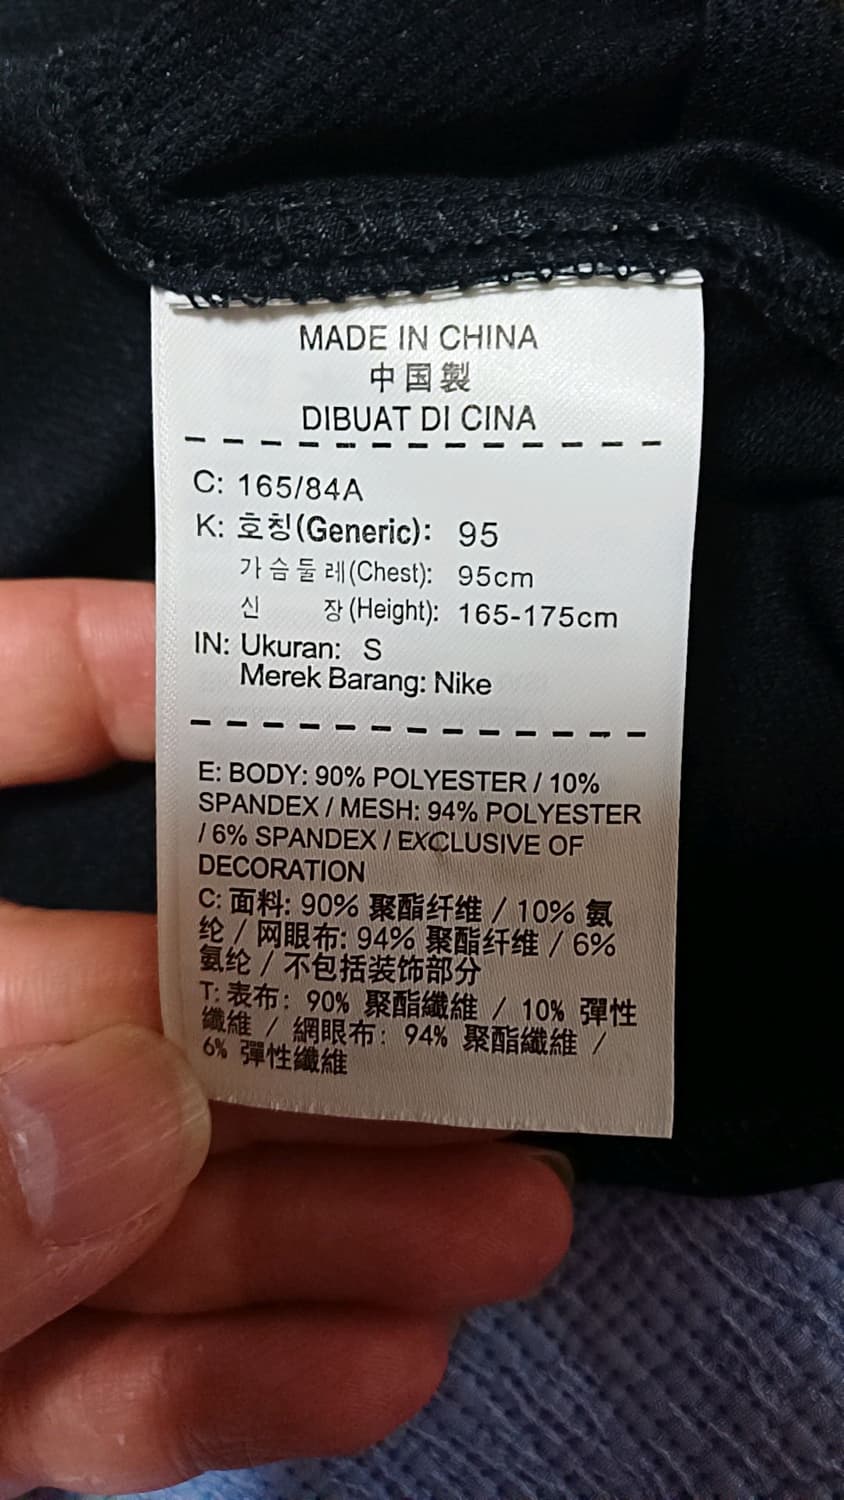 MADE IN CHINA
中国製
DIBUAT DI CINA
C: 165/84A
K: 호칭(Generic): 95
가슴둘레(Chest): 95cm
신 장(Height): 165-175cm
IN: Ukuran: S
Merek Barang: Nike
E: BODY: 90% POLYESTER / 10%
SPANDEX / MESH: 94% POLYESTER
/ 6% SPANDEX / EXCLUSIVE OF
DECORATION
C: 面料: 90% 聚酯纤维 / 10% 氨
纶 / 网眼布: 94% 聚酯纤维 / 6%
氨纶 / 不包括装饰部分
T: 表布: 90% 聚酯纖維 / 10% 彈性
纖維 / 網眼布: 94% 聚酯纖維 /
6% 彈性纖維